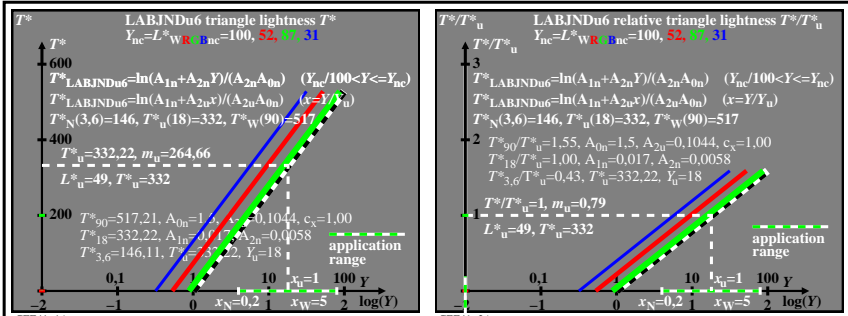 T* LABJNDu6 triangle lightness T*
Ync=L*WRGBnc=100, 52, 87, 31
T*
600
T*LABJNDu6=ln(A1n+A2nY)/(A2nA0n) (Ync/100<Y<=Ync)
T*LABJNDu6=ln(A1n+A2ux)/(A2uA0n) (x=Y/Yu)
T*N(3,6)=146, T*u(18)=332, T*W(90)=517
400
T*u=332,22, mu=264,66
L*u=49, T*u=332
200
T*90=517,21, A0n=1,5, A2u=0,1044, cx=1,00
T*18=332,22, A1n=0,017, A2n=0,0058
T*3,6=146,11, T*u=332,22, Yu=18
application
range
0,1 1 10 100 Y
xu=1
−2 0 1 2 log(Y)
xN=0,2 xW=5
T*/T*u LABJNDu6 relative triangle lightness T*/T*u
Ync=L*WRGBnc=100, 52, 87, 31
T*/T*u
3
T*LABJNDu6=ln(A1n+A2nY)/(A2nA0n) (Ync/100<Y<=Ync)
T*LABJNDu6=ln(A1n+A2ux)/(A2uA0n) (x=Y/Yu)
T*N(3,6)=146, T*u(18)=332, T*W(90)=517
2
T*90/T*u=1,55, A0n=1,5, A2u=0,1044, cx=1,00
T*18/T*u=1,00, A1n=0,017, A2n=0,0058
T*3,6/T*u=0,43, T*u=332,22, Yu=18
T*/T*u=1, mu=0,79
1
L*u=49, T*u=332
application
range
0,1 1 10 100 Y
xu=1
−2 0 1 2 log(Y)
xN=0,2 xW=5